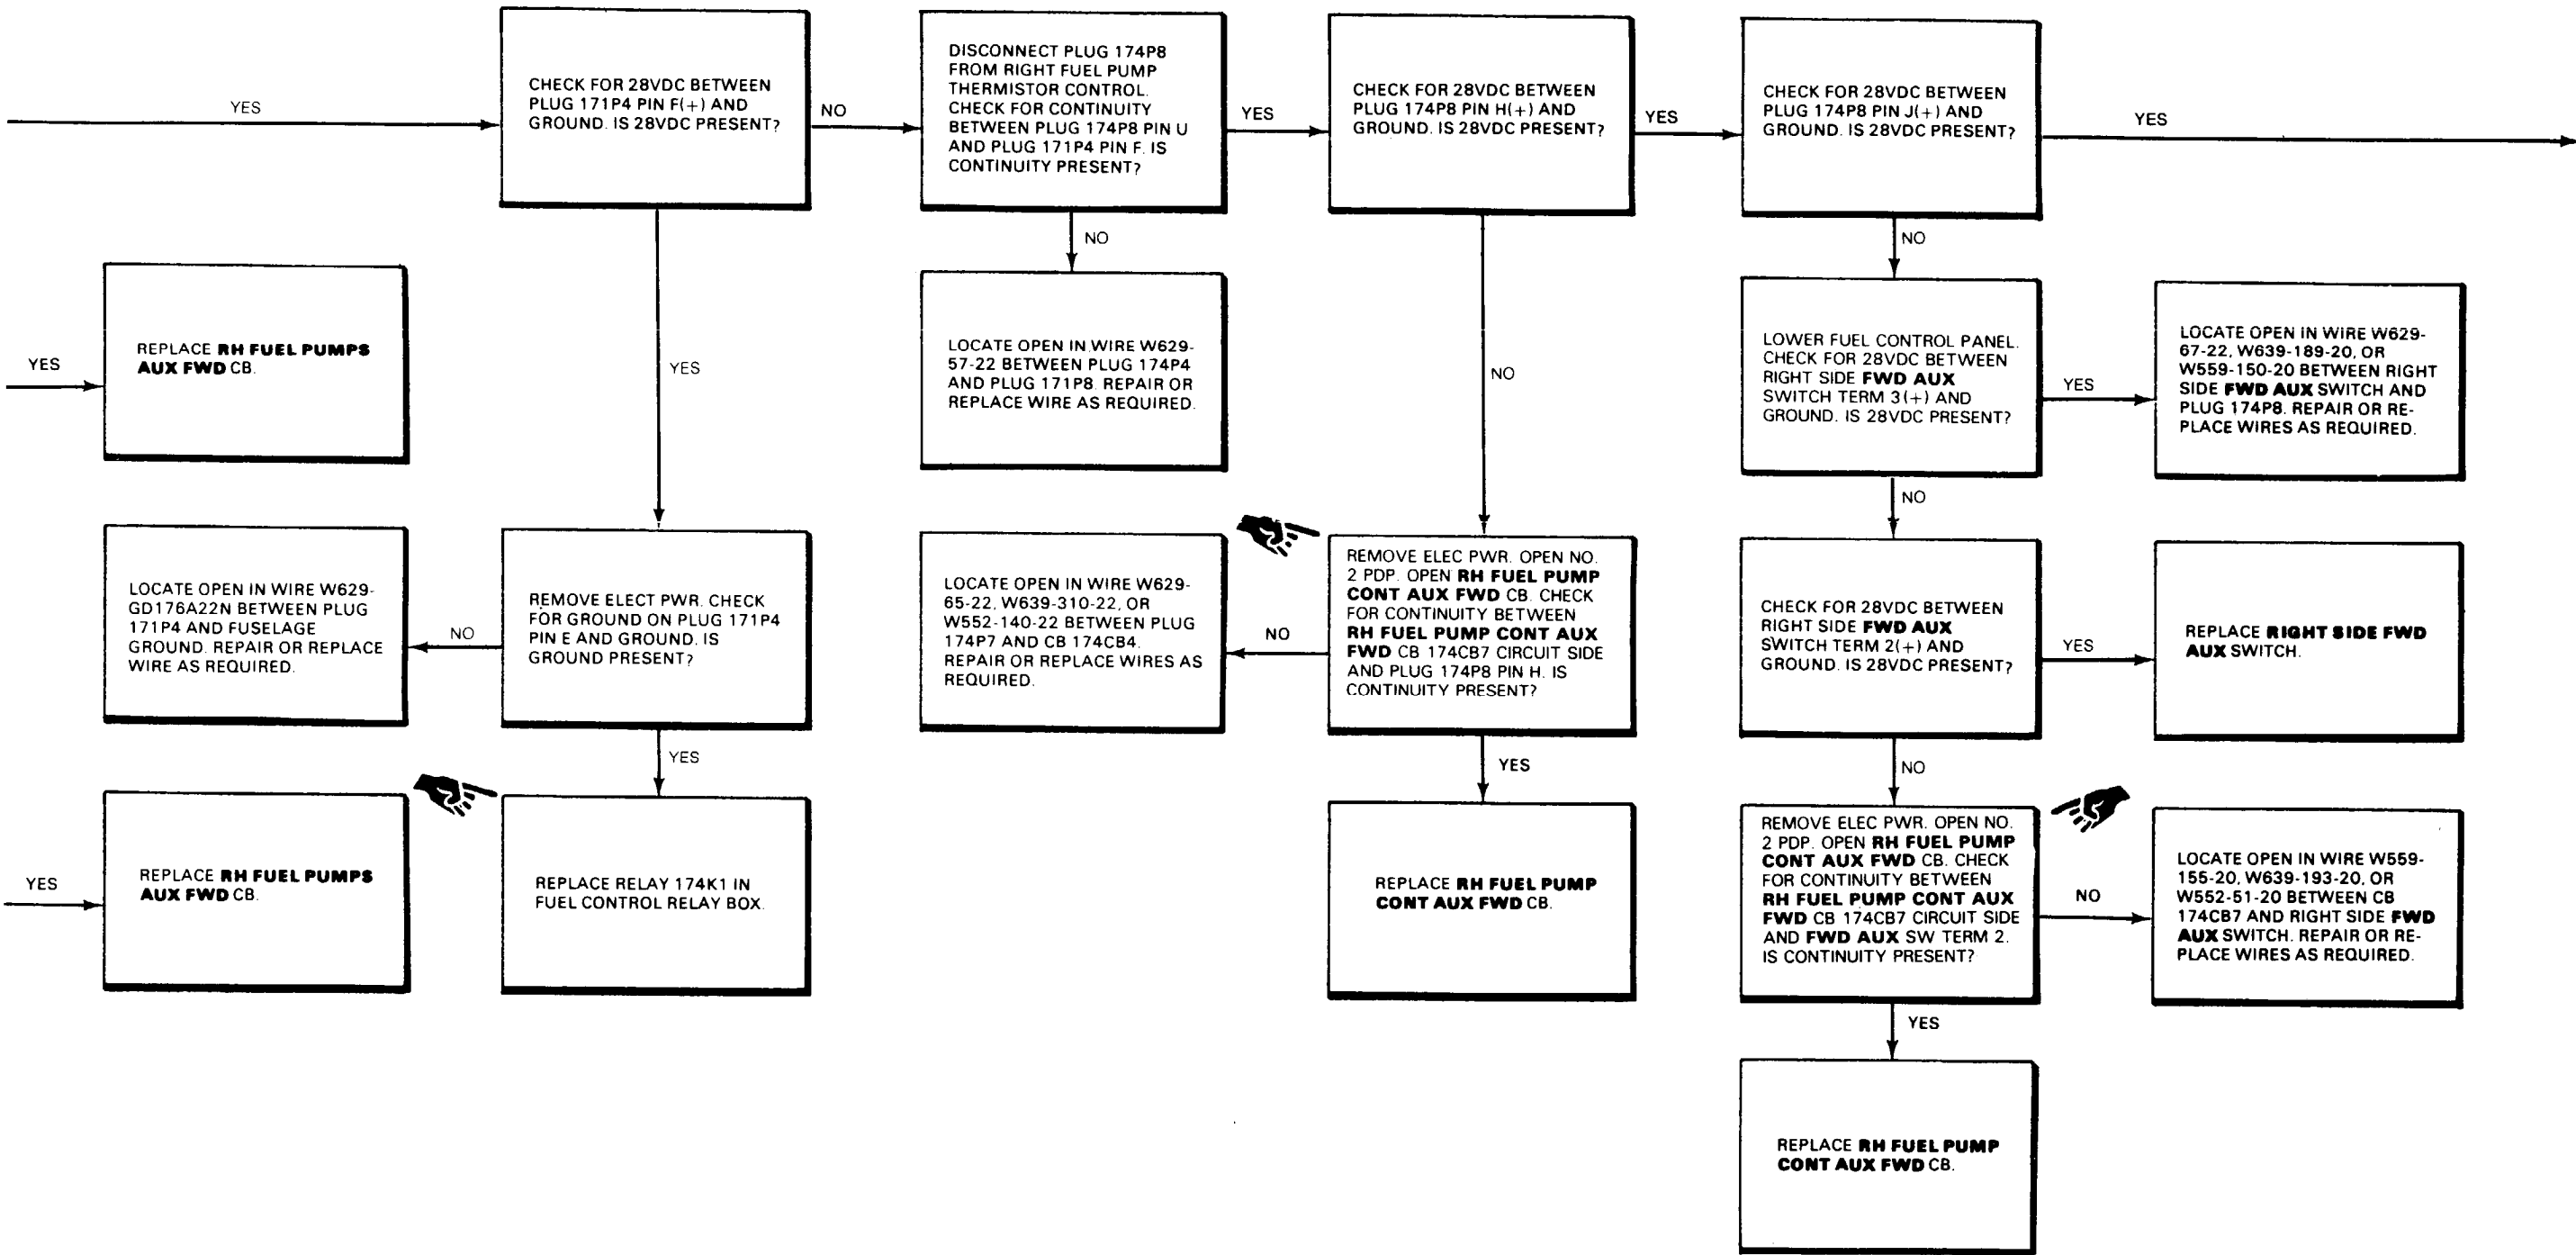 YES
CHECK FOR 28VDC BETWEEN
PLUG 171P4 PIN F(+) AND
GROUND. IS 28VDC PRESENT?
NO
DISCONNECT PLUG 174P8
FROM RIGHT FUEL PUMP
THERMISTOR CONTROL.
CHECK FOR CONTINUITY
BETWEEN PLUG 174P8 PIN U
AND PLUG 171P4 PIN F. IS
CONTINUITY PRESENT?
YES
CHECK FOR 28VDC BETWEEN
PLUG 174P8 PIN H(+) AND
GROUND. IS 28VDC PRESENT?
YES
CHECK FOR 28VDC BETWEEN
PLUG 174P8 PIN J(+) AND
GROUND. IS 28VDC PRESENT?
YES
NO
NO
YES
REPLACE RH FUEL PUMPS
AUX FWD CB.
YES
LOCATE OPEN IN WIRE W629-
57-22 BETWEEN PLUG 174P4
AND PLUG 171P8. REPAIR OR
REPLACE WIRE AS REQUIRED.
NO
LOWER FUEL CONTROL PANEL.
CHECK FOR 28VDC BETWEEN
RIGHT SIDE FWD AUX
SWITCH TERM 3(+) AND
GROUND. IS 28VDC PRESENT?
YES
LOCATE OPEN IN WIRE W629-
67-22, W639-189-20, OR
W559-150-20 BETWEEN RIGHT
SIDE FWD AUX SWITCH AND
PLUG 174P8. REPAIR OR RE-
PLACE WIRES AS REQUIRED.
NO
LOCATE OPEN IN WIRE W629-
GD176A22N BETWEEN PLUG
171P4 AND FUSELAGE
GROUND. REPAIR OR REPLACE
WIRE AS REQUIRED.
NO
REMOVE ELECT PWR. CHECK
FOR GROUND ON PLUG 171P4
PIN E AND GROUND. IS
GROUND PRESENT?
LOCATE OPEN IN WIRE W629-
65-22, W639-310-22, OR
W552-140-22 BETWEEN PLUG
174P7 AND CB 174CB4.
REPAIR OR REPLACE WIRES AS
REQUIRED.
NO
REMOVE ELEC PWR. OPEN NO.
2 PDP. OPEN RH FUEL PUMP
CONT AUX FWD CB. CHECK
FOR CONTINUITY BETWEEN
RH FUEL PUMP CONT AUX
FWD CB 174CB7 CIRCUIT SIDE
AND PLUG 174P8 PIN H. IS
CONTINUITY PRESENT?
CHECK FOR 28VDC BETWEEN
RIGHT SIDE FWD AUX
SWITCH TERM 2(+) AND
GROUND. IS 28VDC PRESENT?
YES
REPLACE RIGHT SIDE FWD
AUX SWITCH.
YES
YES
NO
YES
REPLACE RH FUEL PUMPS
AUX FWD CB.
REPLACE RELAY 174K1 IN
FUEL CONTROL RELAY BOX.
REPLACE RH FUEL PUMP
CONT AUX FWD CB.
REMOVE ELEC PWR. OPEN NO.
2 PDP. OPEN RH FUEL PUMP
CONT AUX FWD CB. CHECK
FOR CONTINUITY BETWEEN
RH FUEL PUMP CONT AUX
FWD CB 174CB7 CIRCUIT SIDE
AND FWD AUX SW TERM 2.
IS CONTINUITY PRESENT?
NO
LOCATE OPEN IN WIRE W559-
155-20, W639-193-20, OR
W552-51-20 BETWEEN CB
174CB7 AND RIGHT SIDE FWD
AUX SWITCH. REPAIR OR RE-
PLACE WIRES AS REQUIRED.
YES
REPLACE RH FUEL PUMP
CONT AUX FWD CB.